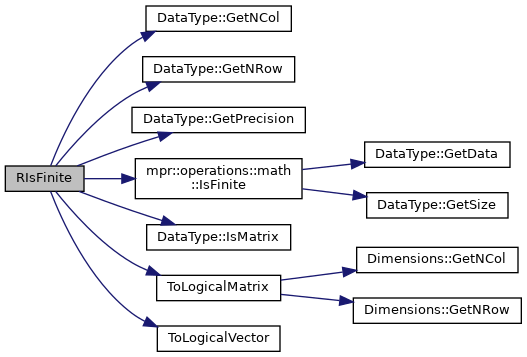 DataType::GetNCol
DataType::GetNRow
DataType::GetPrecision
RIsFinite
mpr::operations::math
::IsFinite
DataType::GetData
DataType::GetSize
DataType::IsMatrix
ToLogicalMatrix
Dimensions::GetNCol
Dimensions::GetNRow
ToLogicalVector